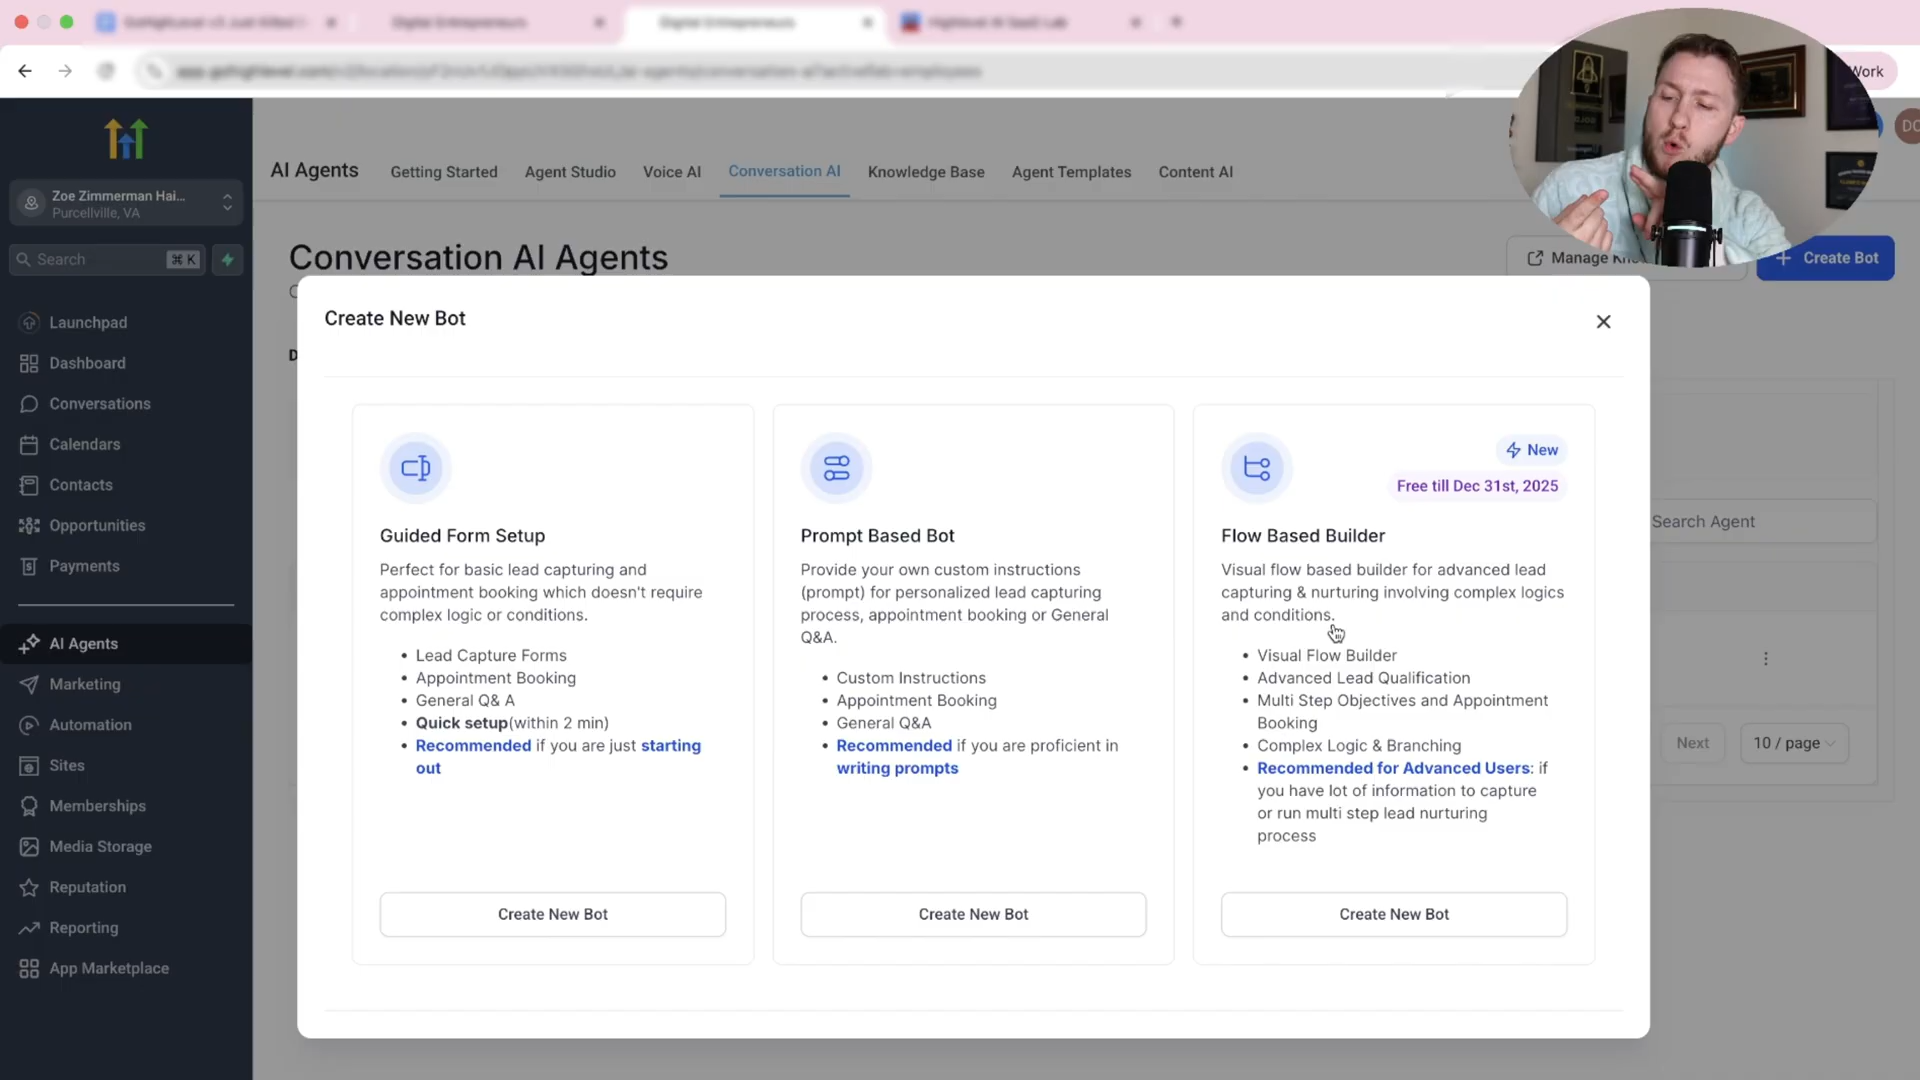 Work
Zoe Zimmerman Hai...
Purcellville, VA
Search
⌘ K
Launchpad
Dashboard
Conversations
Calendars
Contacts
Opportunities
Payments
AI Agents
Marketing
Automation
Sites
Memberships
Media Storage
Reputation
Reporting
App Marketplace
AI Agents
Getting Started
Agent Studio
Voice AI
Conversation AI
Knowledge Base
Agent Templates
Content AI
Conversation AI Agents
Manage
Create Bot
Create New Bot
Guided Form Setup
Perfect for basic lead capturing and
appointment booking which doesn't require
complex logic or conditions.
• Lead Capture Forms
• Appointment Booking
• General Q& A
• Quick setup(within 2 min)
• Recommended if you are just starting
out
Create New Bot
Prompt Based Bot
Provide your own custom instructions
(prompt) for personalized lead capturing
process, appointment booking or General
Q&A.
• Custom Instructions
• Appointment Booking
• General Q&A
• Recommended if you are proficient in
writing prompts
Create New Bot
New
Free till Dec 31st, 2025
Flow Based Builder
Visual flow based builder for advanced lead
capturing & nurturing involving complex logics
and conditions.
• Visual Flow Builder
• Advanced Lead Qualification
• Multi Step Objectives and Appointment
Booking
• Complex Logic & Branching
• Recommended for Advanced Users: if
you have lot of information to capture
or run multi step lead nurturing
process
Create New Bot
Search Agent
Next
10 / page